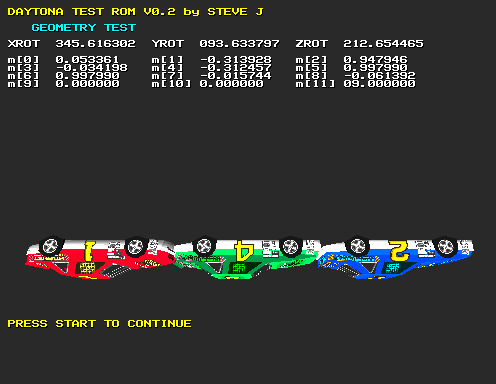 DAYTONA TEST ROM V0.2 by STEVE J
GEOMETRY TEST
XROT 345.616302 YROT 093.633797 ZROT 212.654465
m[0] 0.053361 m[1] -0.313928 m[2] 0.947946
m[3] -0.034198 m[4] -0.312457 m[5] 0.997990
m[6] 0.997990 m[7] -0.015744 m[8] -0.061392
m[9] 0.000000 m[10] 0.000000 m[11] 09.000000
1 4 2
PRESS START TO CONTINUE